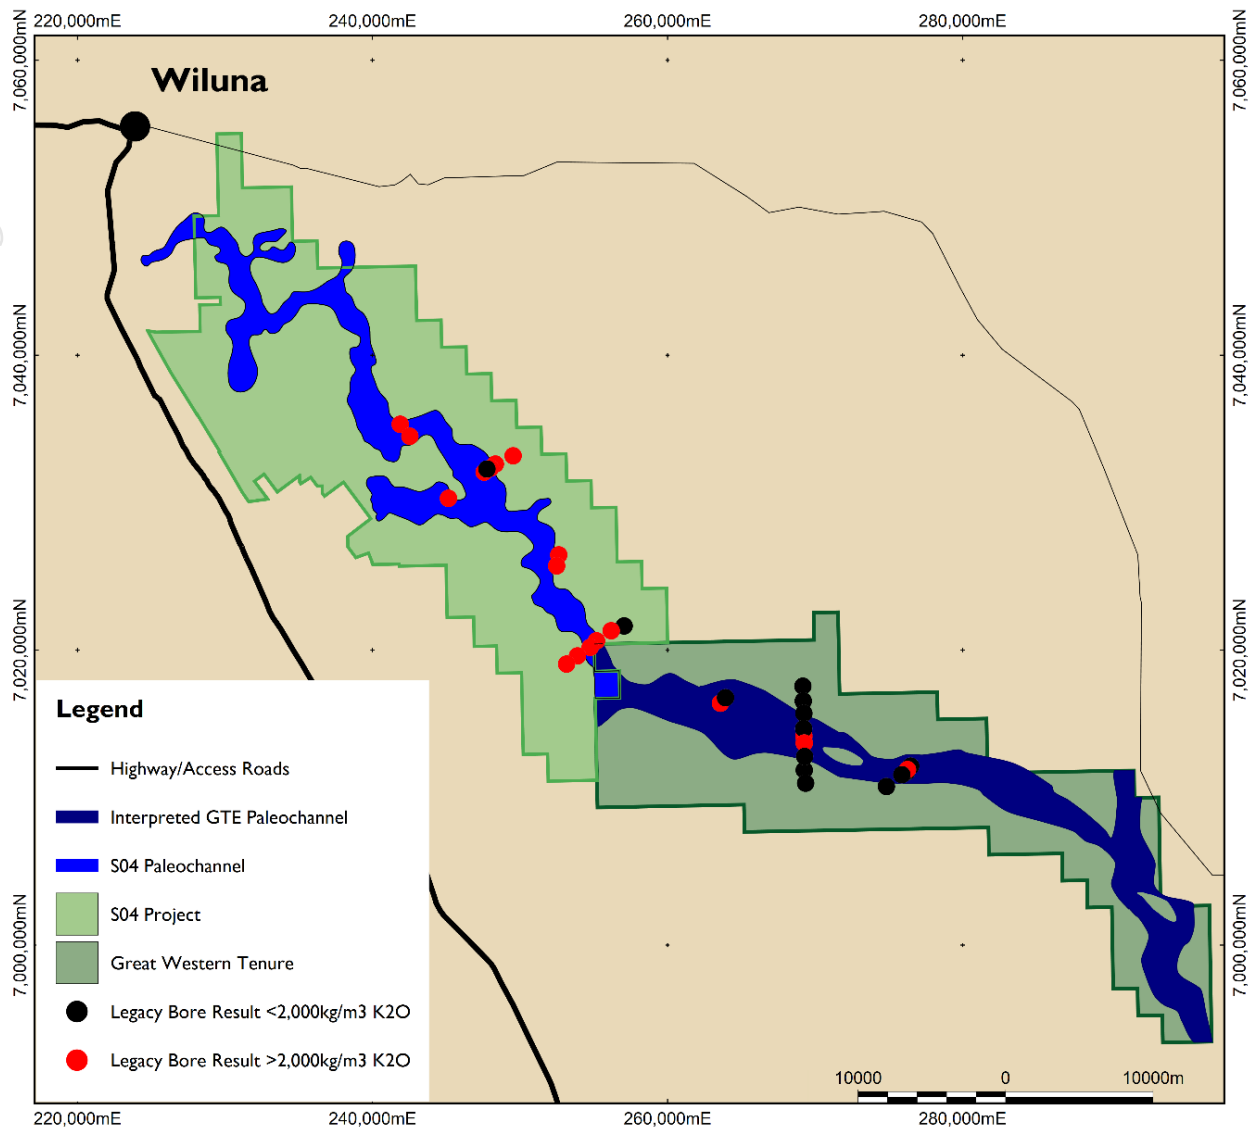 220,000mE 240,000mE 260,000mE 280,000mE
7,060,000mN
7,060,000mN
Wiluna
7,040,000mN
7,040,000mN
7,020,000mN
7,020,000mN
Legend
Highway/Access Roads
Interpreted GTE Paleochannel
S04 Paleochannel
S04 Project
Great Western Tenure
Legacy Bore Result <2,000kg/m3 K2O
Legacy Bore Result >2,000kg/m3 K2O
7,000,000mN
7,000,000mN
10000 0 10000m
220,000mE 240,000mE 260,000mE 280,000mE